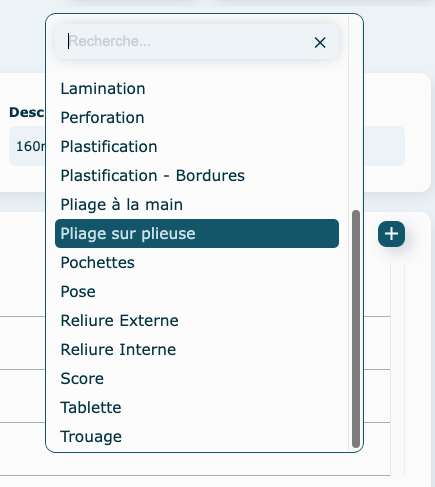 Recherche...
Lamination
Perforation
Plastification
Plastification - Bordures
Pliage à la main
Pliage sur plieuse
Pochettes
Pose
Reliure Externe
Reliure Interne
Score
Tablette
Trouage
Desc
160